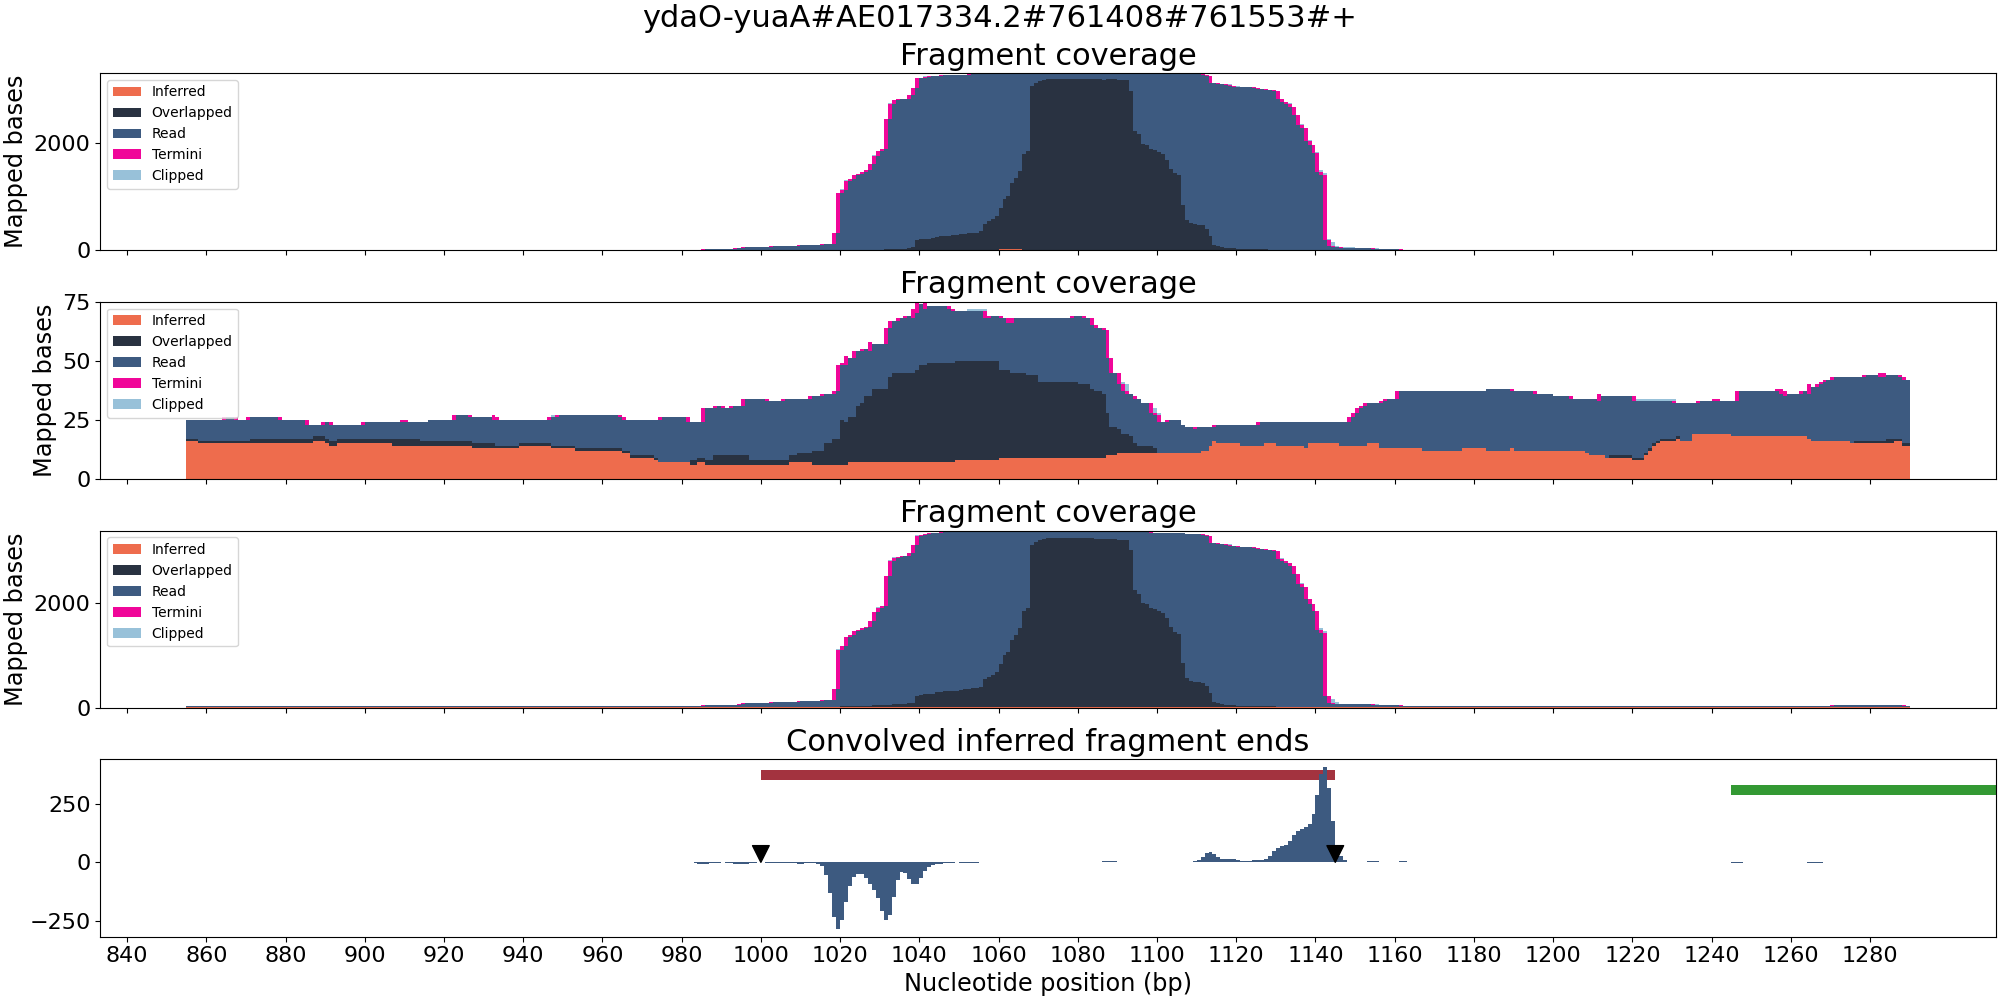 ydaO-yuaA#AE017334.2#761408#761553#+
Fragment coverage
Mapped bases
2000
0
Inferred
Overlapped
Read
Termini
Clipped
Fragment coverage
Mapped bases
75
50
25
0
Inferred
Overlapped
Read
Termini
Clipped
Fragment coverage
Mapped bases
2000
0
Inferred
Overlapped
Read
Termini
Clipped
Convolved inferred fragment ends
250
0
−250
840 860 880 900 920 940 960 980 1000 1020 1040 1060 1080 1100 1120 1140 1160 1180 1200 1220 1240 1260 1280
Nucleotide position (bp)